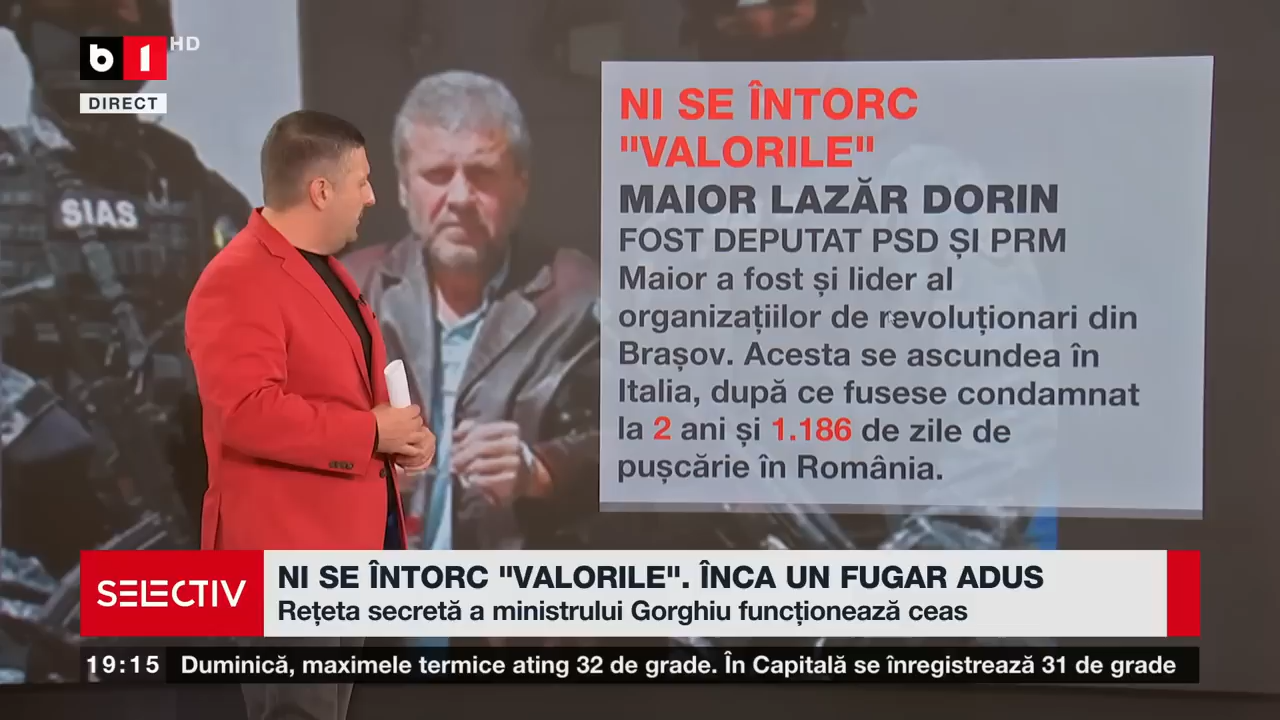 b1 HD
DIRECT
SIAS
NI SE ÎNTORC
"VALORILE"
MAIOR LAZĂR DORIN
FOST DEPUTAT PSD ȘI PRM
Maior a fost și lider al
organizațiilor de revoluționari din
Brașov. Acesta se ascundea în
Italia, după ce fusese condamnat
la 2 ani și 1.186 de zile de
pușcărie în România.
SELECTIV
NI SE ÎNTORC "VALORILE". ÎNCA UN FUGAR ADUS
Rețeta secretă a ministrului Gorghiu funcționează ceas
19:15 Duminică, maximele termice ating 32 de grade. În Capitală se înregistrează 31 de grade